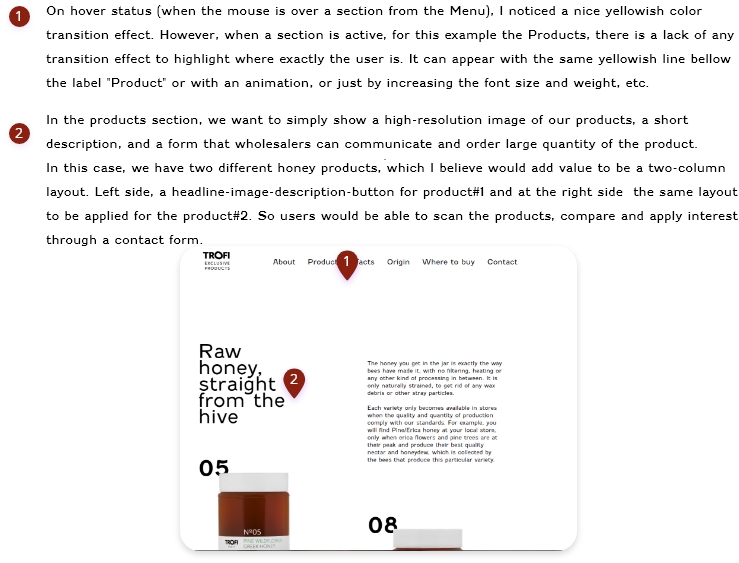 1
On hover status (when the mouse is over a section from the Menu), I noticed a nice yellowish color
transition effect. However, when a section is active, for this example the Products, there is a lack of any
transition effect to highlight where exactly the user is. It can appear with the same yellowish line bellow
the label "Product" or with an animation, or just by increasing the font size and weight, etc.
2
In the products section, we want to simply show a high-resolution image of our products, a short
description, and a form that wholesalers can communicate and order large quantity of the product.
In this case, we have two different honey products, which I believe would add value to be a two-column
layout. Left side, a headline-image-description-button for product#1 and at the right side the same layout
to be applied for the product#2. So users would be able to scan the products, compare and apply interest
through a contact form.
TROFI
EXCLUSIVE
PRODUCTS
About Product 1 acts Origin Where to buy Contact
Raw
honey,
straight
from the
hive
2
The honey you get in the jar is exactly the way
bees have made it, with no filtering, heating or
any other kind of processing in between. It is
only naturally strained, to get rid of any wax
debris or other stray particles.
Each variety only becomes available in stores
when the quality and quantity of production
comply with our standards. For example, you
will find Pine/Erica honey at your local store,
only when erica flowers and pine trees are at
their peak and produce their best quality
nectar and honeydew, which is collected by
the bees that produce this particular variety.
05
Nº05
TROFI
PINE WILDFLOWER
GREEK HONEY
08